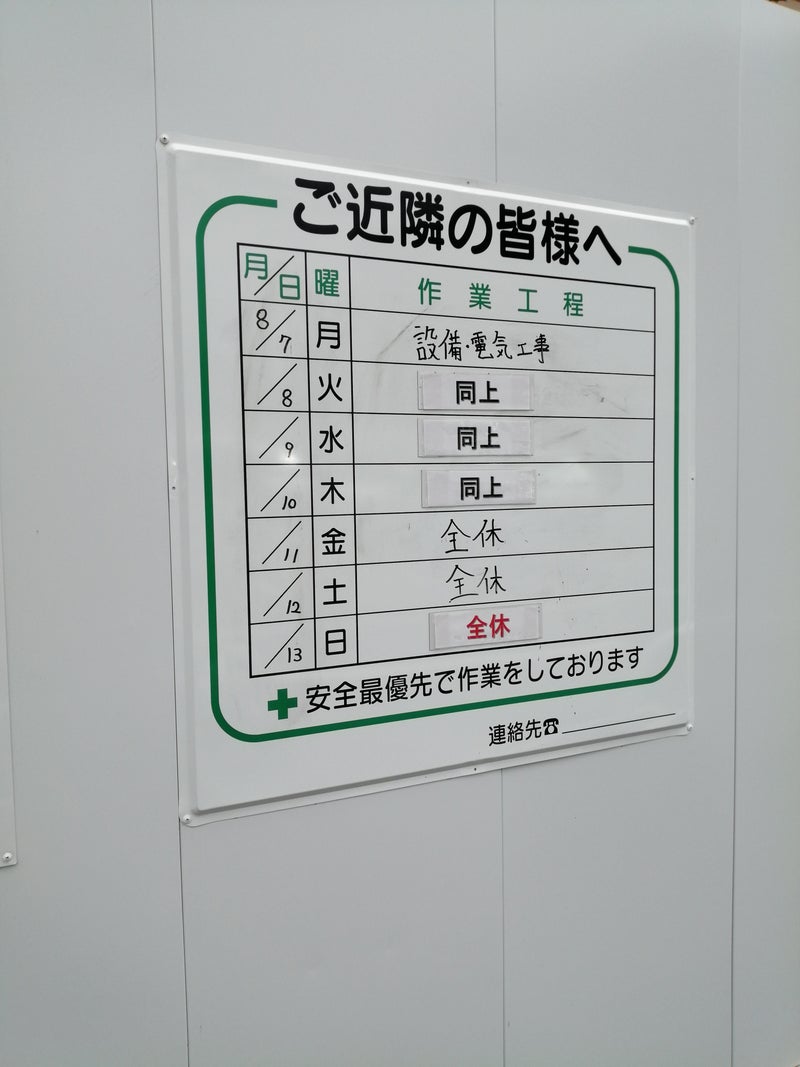 ご近隣の皆様へ
月/日 曜 作業工程
8/7 月 設備・電気工事
/8 火 同上
/9 水 同上
/10 木 同上
/11 金 全休
/12 土 全休
/13 日 全休
✚安全最優先で作業をしております
連絡先☎